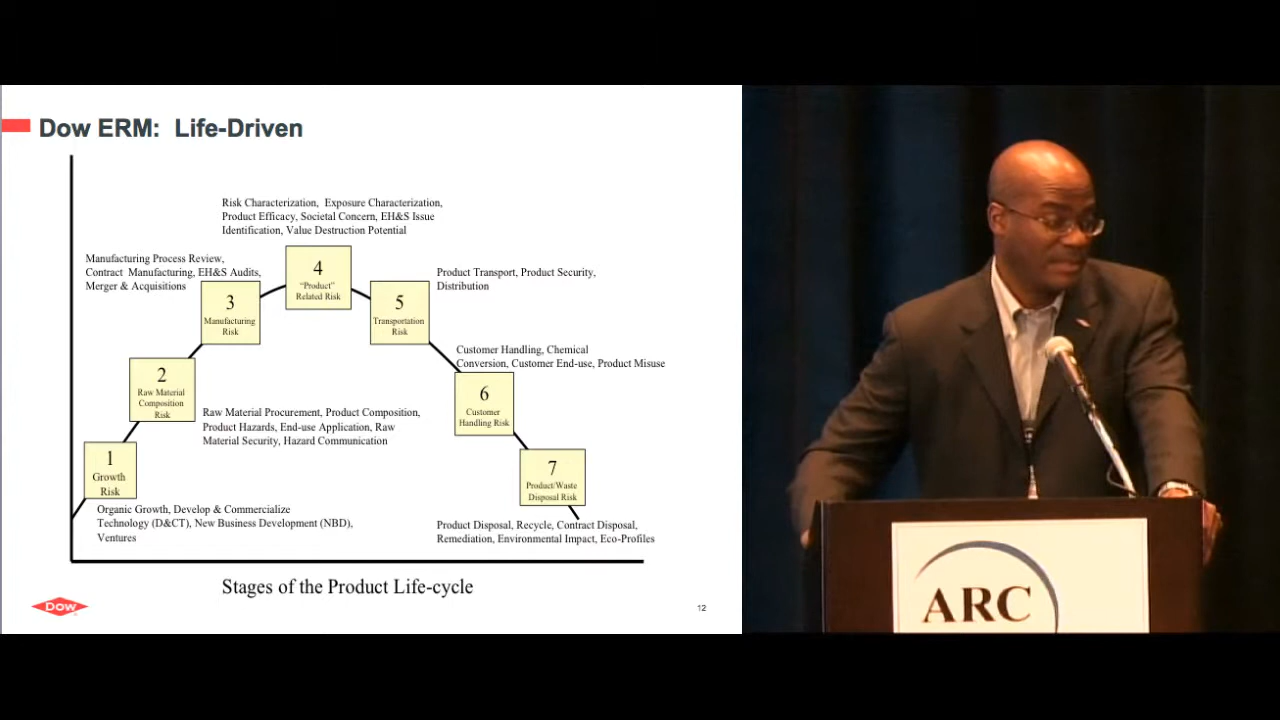 Dow ERM: Life-Driven
Risk Characterization, Exposure Characterization,
Product Efficacy, Societal Concern, EH&S Issue
Identification, Value Destruction Potential
Manufacturing Process Review,
Contract Manufacturing, EH&S Audits,
Merger & Acquisitions
4
"Product"
Related Risk
Product Transport, Product Security,
Distribution
3
Manufacturing
Risk
5
Transportation
Risk
Customer Handling, Chemical
Conversion, Customer End-use, Product Misuse
2
Raw Material
Composition
Risk
6
Customer
Handling Risk
Raw Material Procurement, Product Composition,
Product Hazards, End-use Application, Raw
Material Security, Hazard Communication
1
Growth
Risk
7
Product/Waste
Disposal Risk
Organic Growth, Develop & Commercialize
Technology (D&CT), New Business Development (NBD),
Ventures
Product Disposal, Recycle, Contract Disposal,
Remediation, Environmental Impact, Eco-Profiles
Stages of the Product Life-cycle
Dow
12
ARC